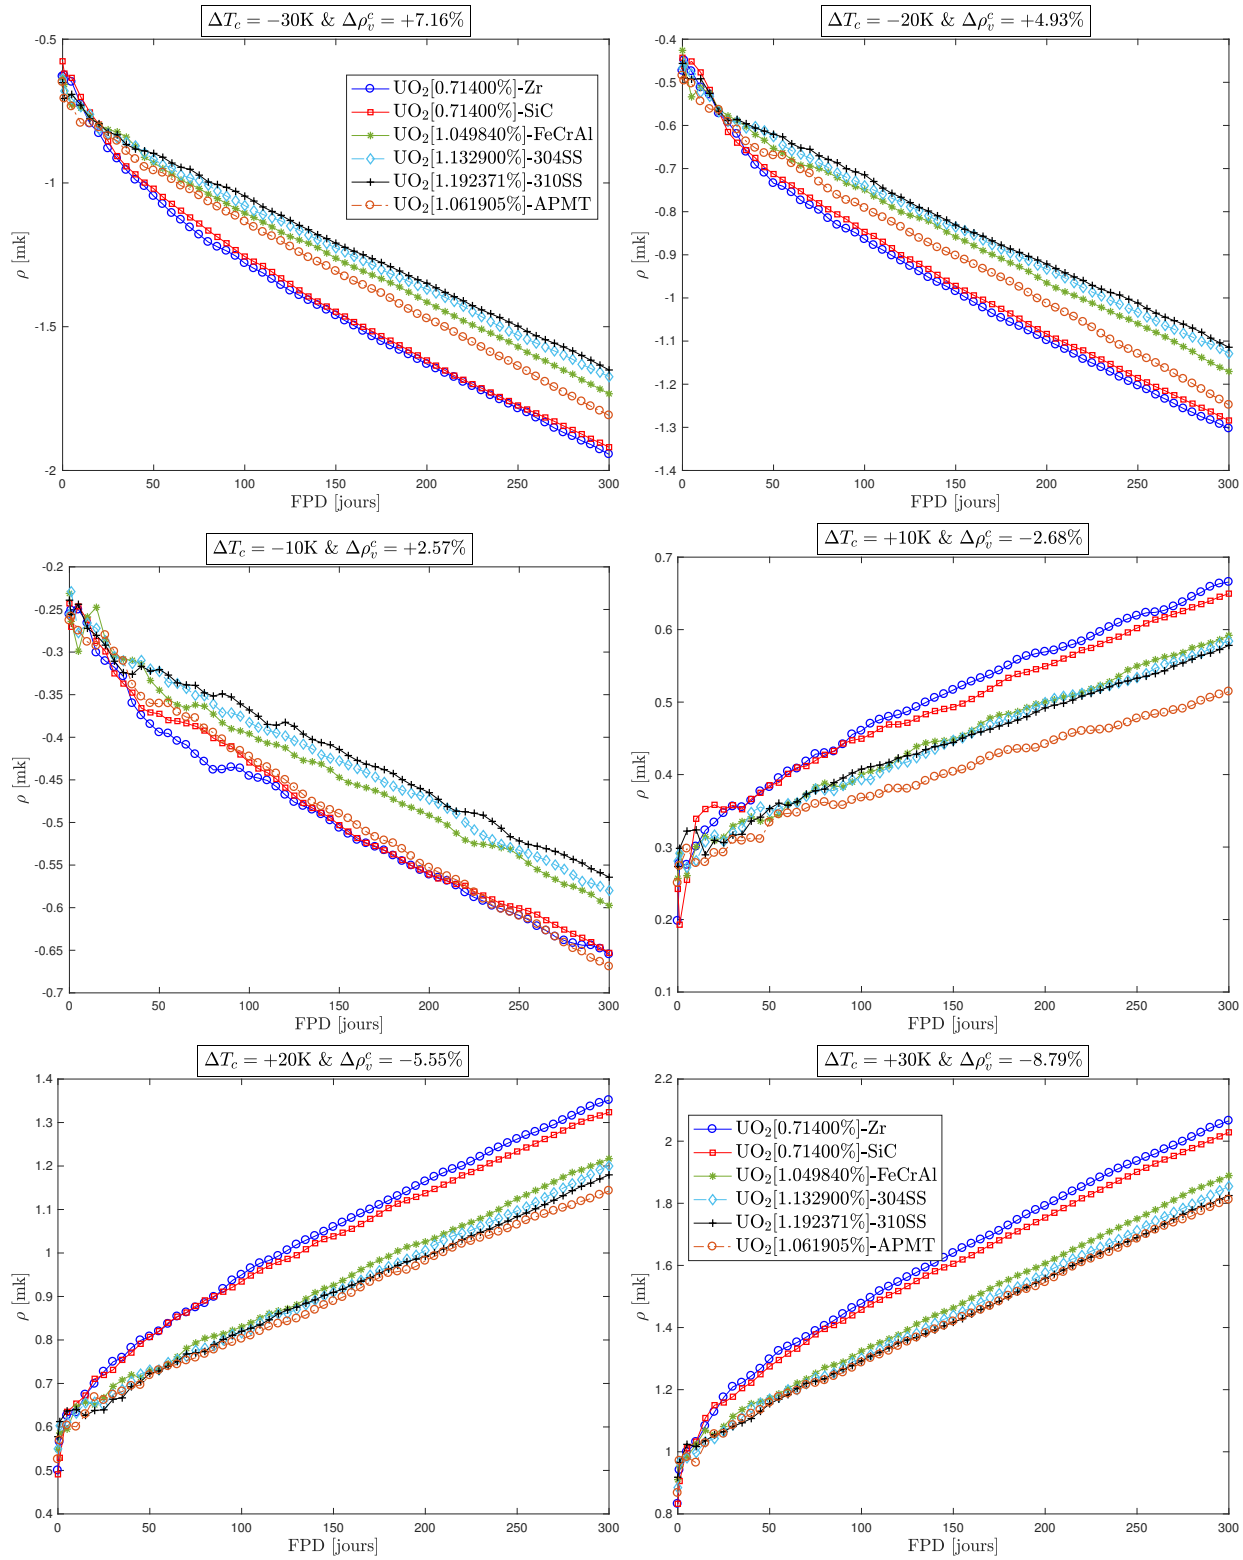 ΔT_c = −30K & Δρ_v^c = +7.16%
-0.5
-1
-1.5
-2
ρ [mk]
UO₂[0.71400%]-Zr
UO₂[0.71400%]-SiC
UO₂[1.049840%]-FeCrAl
UO₂[1.132900%]-304SS
UO₂[1.192371%]-310SS
UO₂[1.061905%]-APMT
0 50 100 150 200 250 300
FPD [jours]
ΔT_c = −20K & Δρ_v^c = +4.93%
-0.4
-0.5
-0.6
-0.7
-0.8
-0.9
-1
-1.1
-1.2
-1.3
-1.4
ρ [mk]
0 50 100 150 200 250 300
FPD [jours]
ΔT_c = −10K & Δρ_v^c = +2.57%
-0.2
-0.25
-0.3
-0.35
-0.4
-0.45
-0.5
-0.55
-0.6
-0.65
-0.7
ρ [mk]
0 50 100 150 200 250 300
FPD [jours]
ΔT_c = +10K & Δρ_v^c = −2.68%
0.7
0.6
0.5
0.4
0.3
0.2
0.1
ρ [mk]
0 50 100 150 200 250 300
FPD [jours]
ΔT_c = +20K & Δρ_v^c = −5.55%
1.4
1.3
1.2
1.1
1
0.9
0.8
0.7
0.6
0.5
0.4
ρ [mk]
0 50 100 150 200 250 300
FPD [jours]
ΔT_c = +30K & Δρ_v^c = −8.79%
2.2
2
1.8
1.6
1.4
1.2
1
0.8
ρ [mk]
UO₂[0.71400%]-Zr
UO₂[0.71400%]-SiC
UO₂[1.049840%]-FeCrAl
UO₂[1.132900%]-304SS
UO₂[1.192371%]-310SS
UO₂[1.061905%]-APMT
0 50 100 150 200 250 300
FPD [jours]